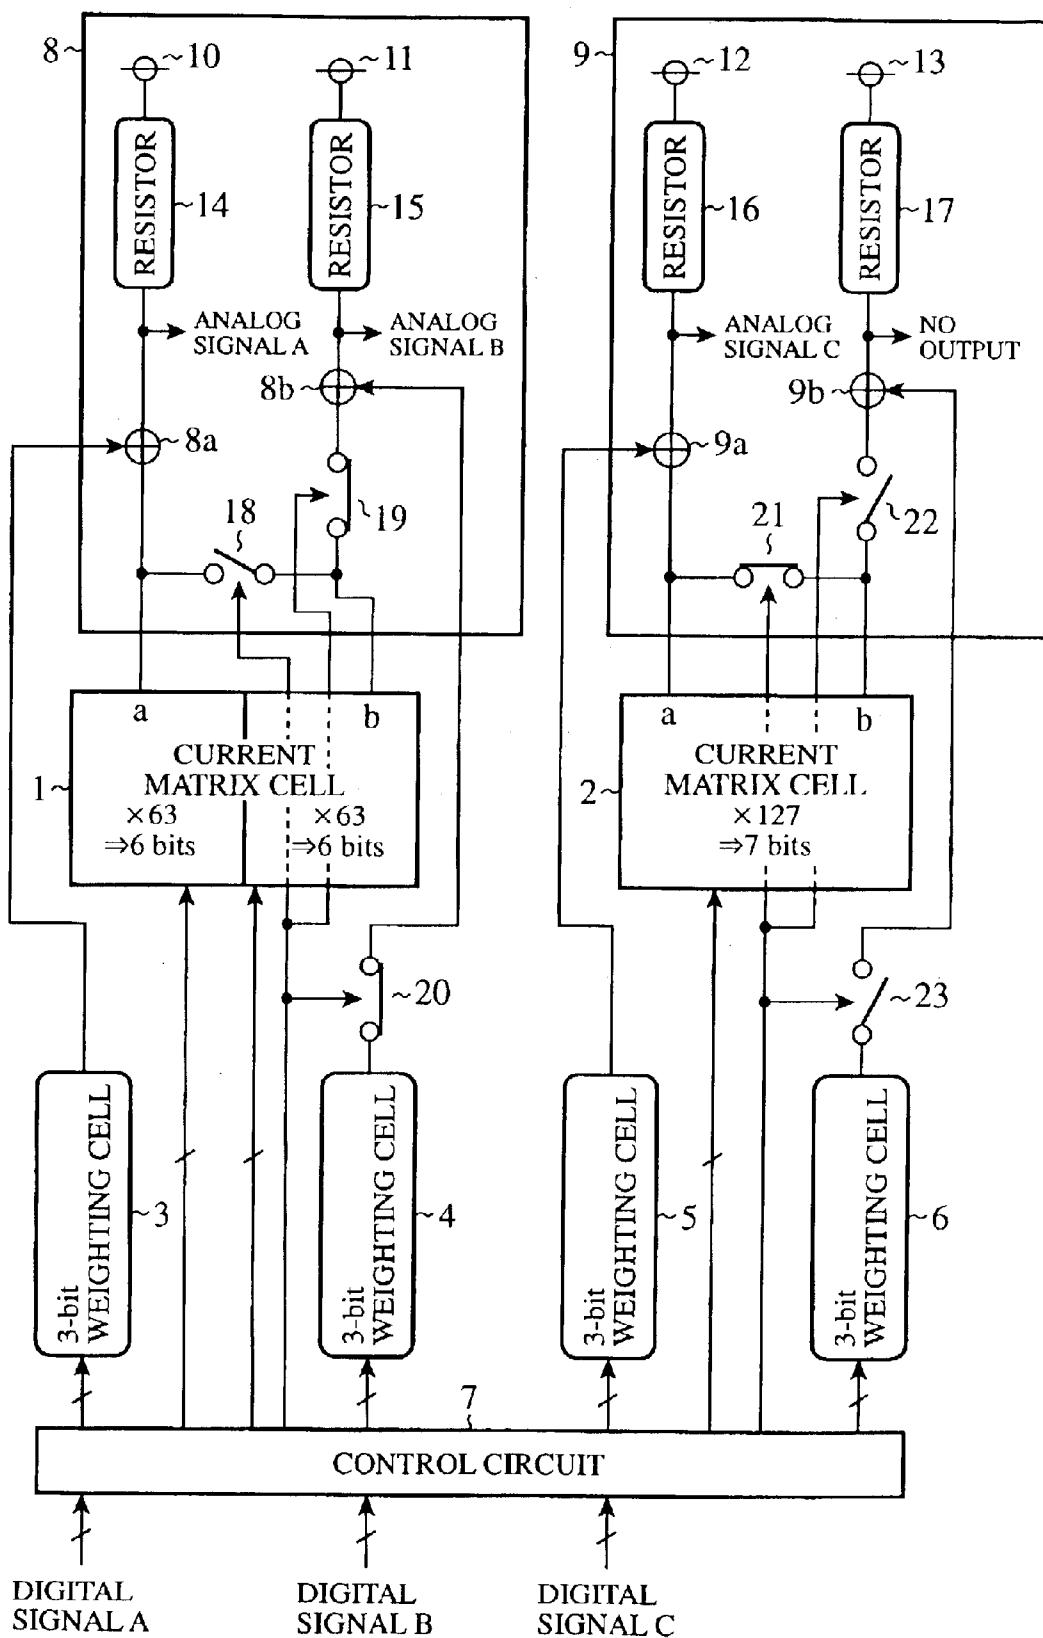 8
10
11
RESISTOR
14
RESISTOR
15
ANALOG
SIGNAL A
ANALOG
SIGNAL B
8b
8a
18
19
9
12
13
RESISTOR
16
RESISTOR
17
ANALOG
SIGNAL C
NO
OUTPUT
9b
9a
21
22
a
b
CURRENT
MATRIX CELL
×63
⇒6 bits
×63
⇒6 bits
1
a
b
CURRENT
MATRIX CELL
×127
⇒7 bits
2
20
23
3-bit
WEIGHTING CELL
3
3-bit
WEIGHTING CELL
4
3-bit
WEIGHTING CELL
5
3-bit
WEIGHTING CELL
6
7
CONTROL CIRCUIT
DIGITAL
SIGNAL A
DIGITAL
SIGNAL B
DIGITAL
SIGNAL C